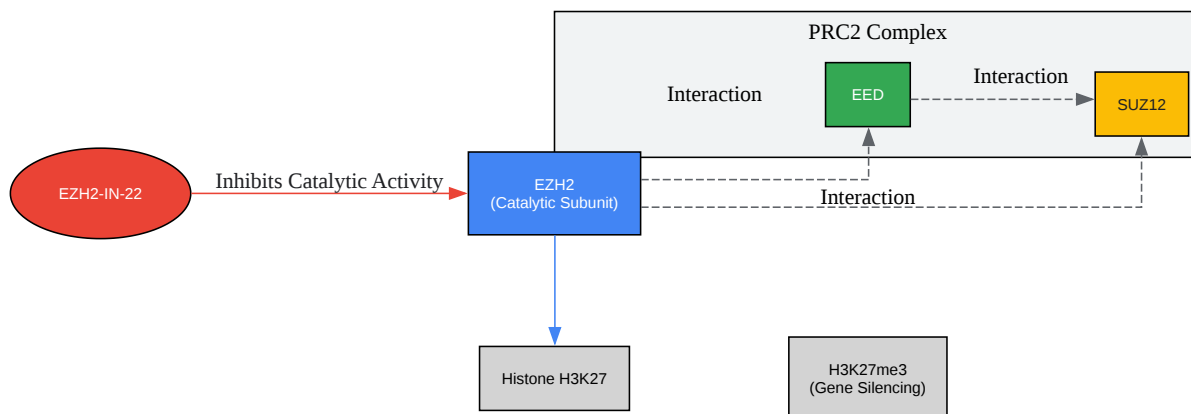 PRC2 Complex
Interaction
EED
Interaction
SUZ12
EZH2-IN-22
Inhibits Catalytic Activity
EZH2
(Catalytic Subunit)
Interaction
Histone H3K27
H3K27me3
(Gene Silencing)